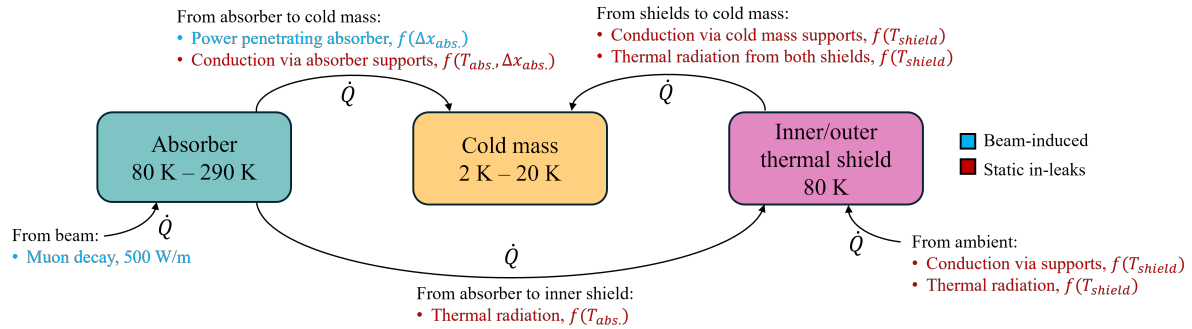 From absorber to cold mass:
• Power penetrating absorber, f(Δx_abs.)
• Conduction via absorber supports, f(T_abs., Δx_abs.)
From shields to cold mass:
• Conduction via cold mass supports, f(T_shield)
• Thermal radiation from both shields, f(T_shield)
Q̇
Q̇
Absorber
80 K – 290 K
Cold mass
2 K – 20 K
Inner/outer
thermal shield
80 K
Beam-induced
Static in-leaks
From beam:
• Muon decay, 500 W/m
Q̇
Q̇
Q̇
From ambient:
• Conduction via supports, f(T_shield)
• Thermal radiation, f(T_shield)
From absorber to inner shield:
• Thermal radiation, f(T_abs.)